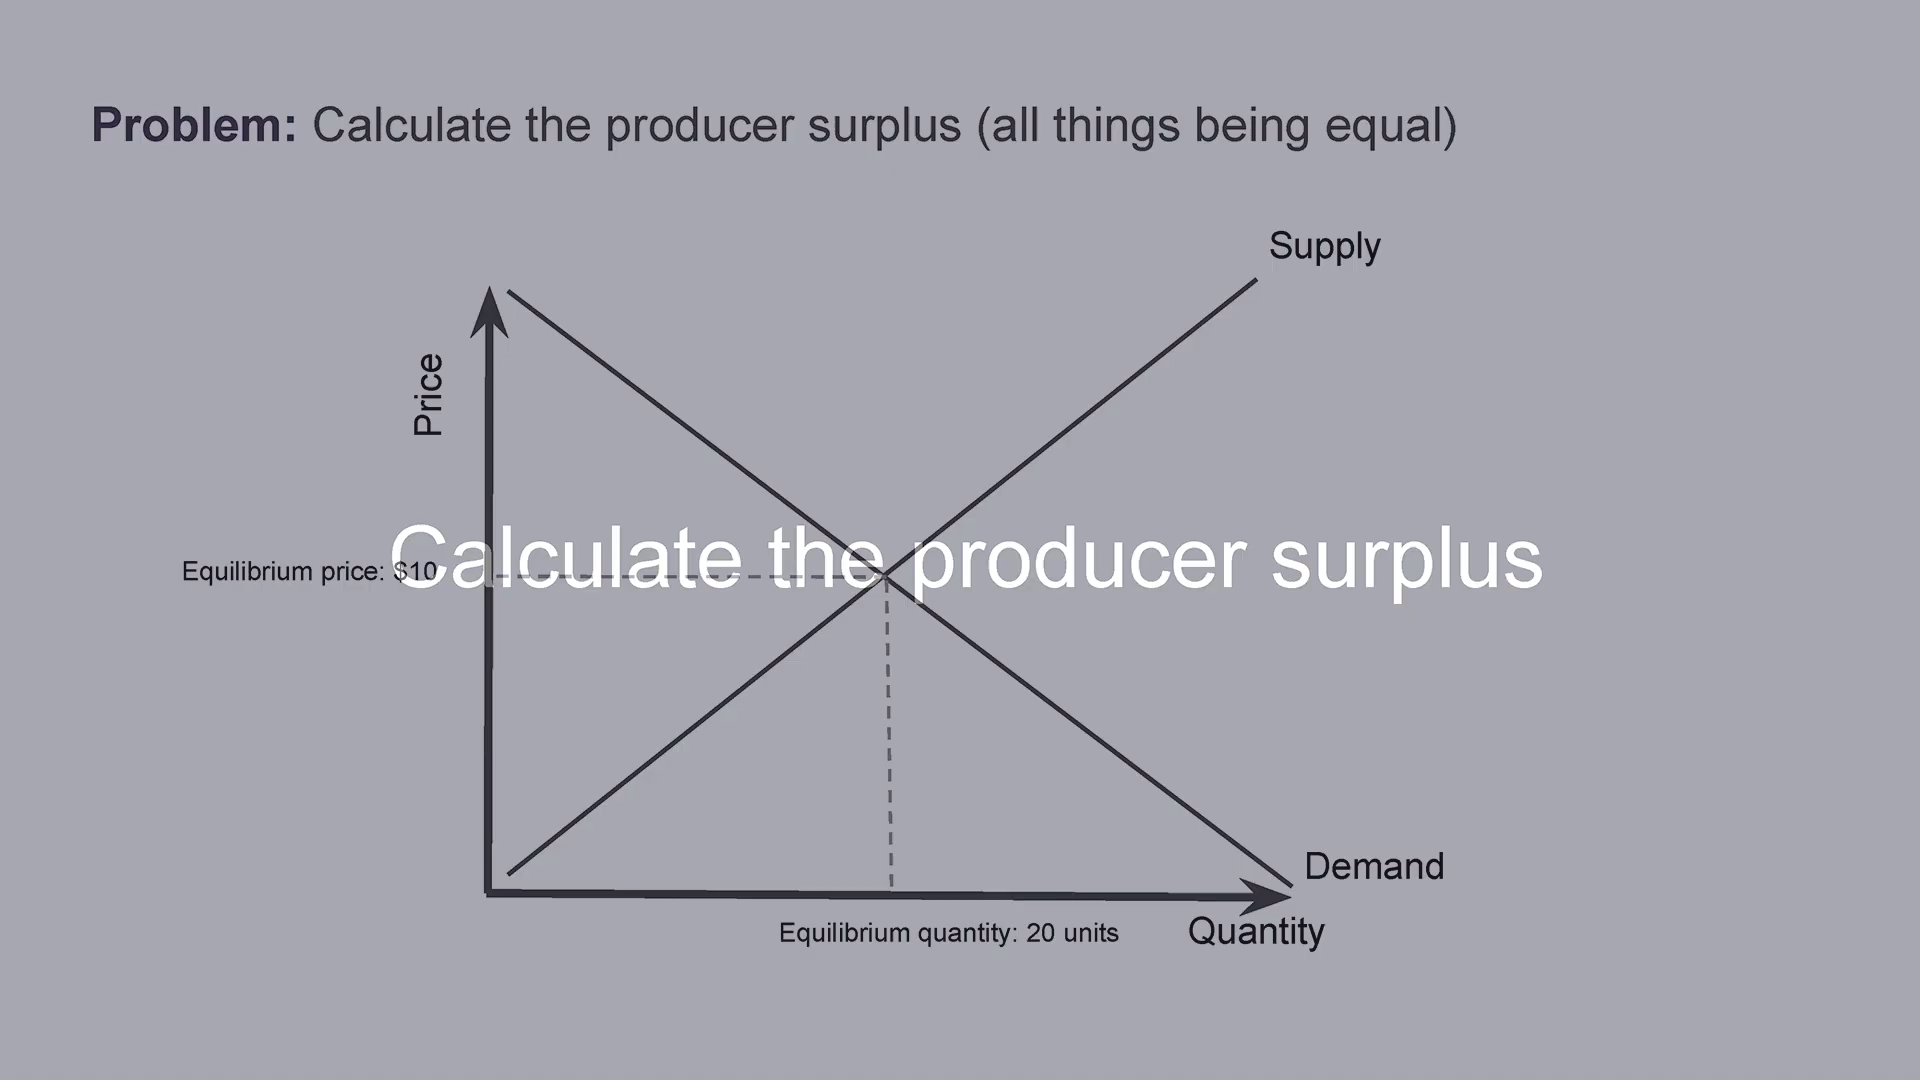 Problem: Calculate the producer surplus (all things being equal)
Supply
Price
Calculate the producer surplus
Equilibrium price: $10
Demand
Equilibrium quantity: 20 units
Quantity